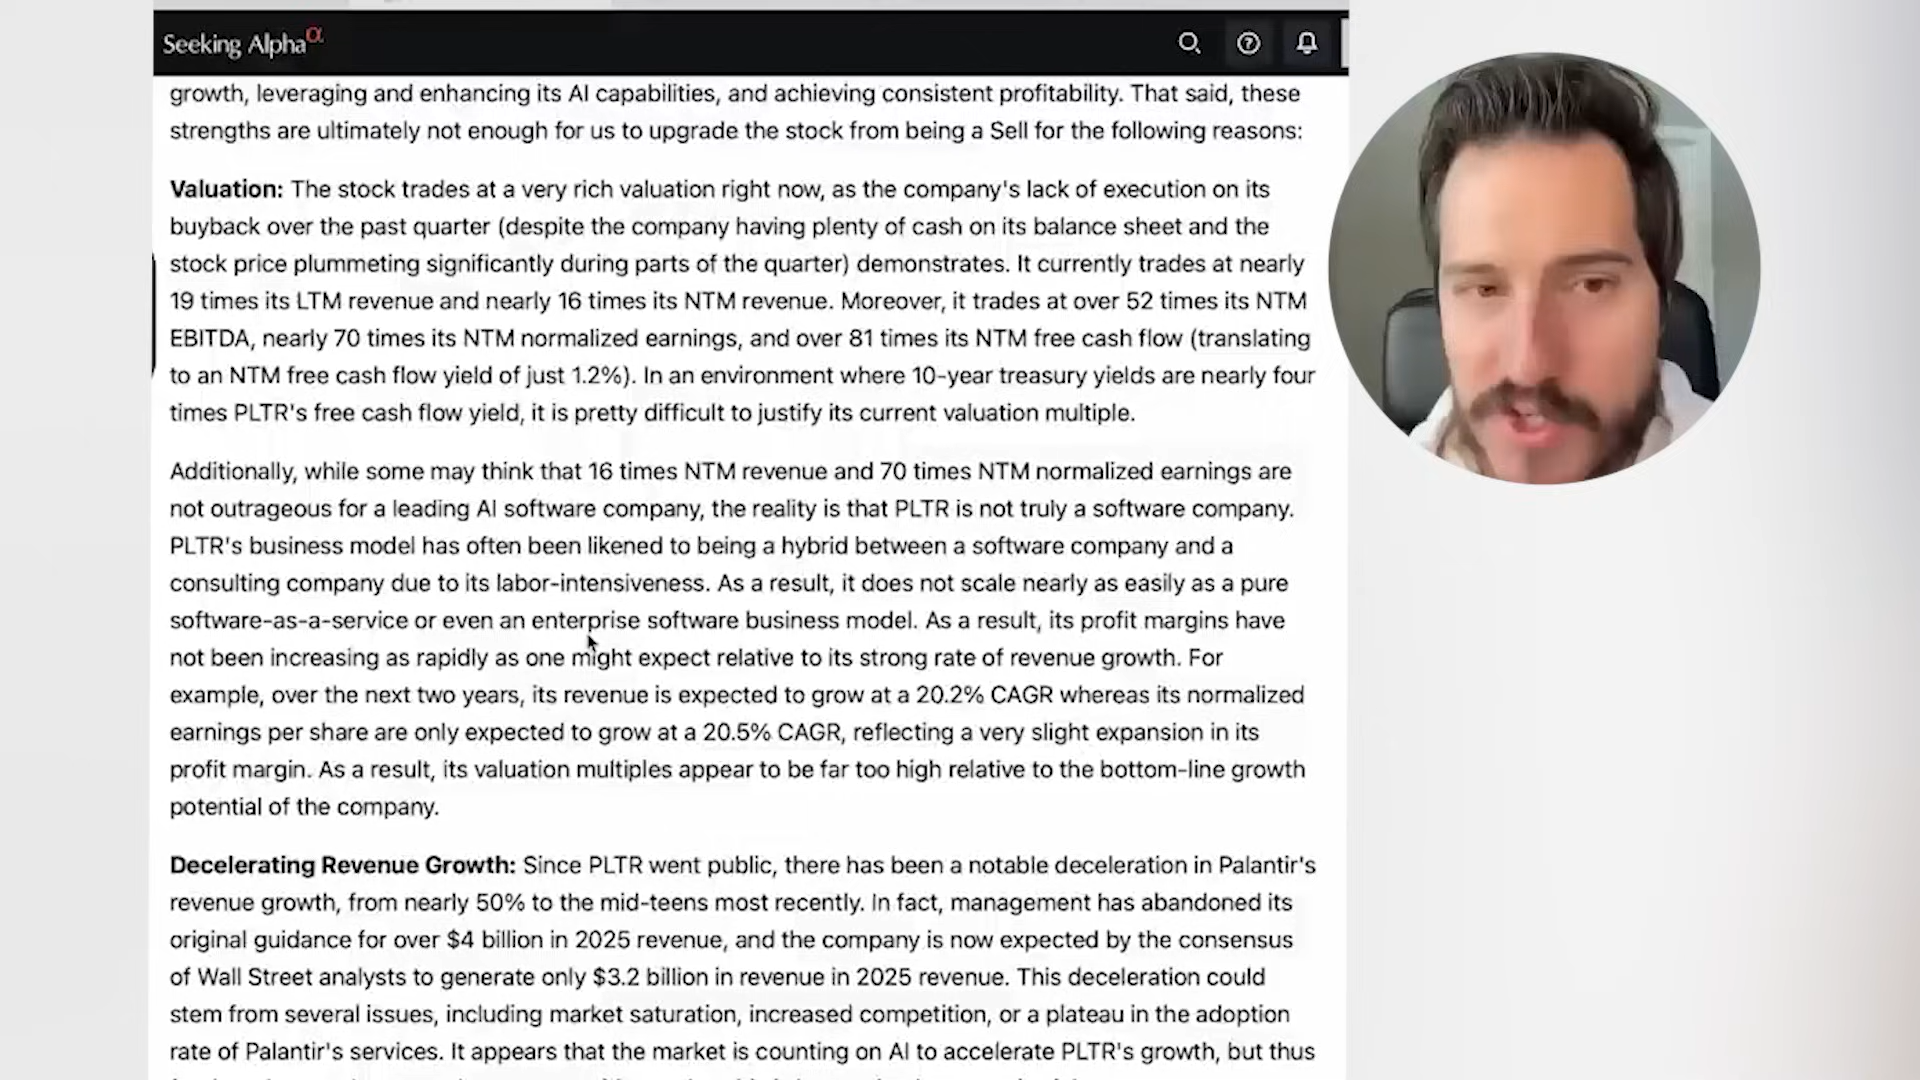 Seeking Alpha α
growth, leveraging and enhancing its AI capabilities, and achieving consistent profitability. That said, these
strengths are ultimately not enough for us to upgrade the stock from being a Sell for the following reasons:
Valuation: The stock trades at a very rich valuation right now, as the company's lack of execution on its
buyback over the past quarter (despite the company having plenty of cash on its balance sheet and the
stock price plummeting significantly during parts of the quarter) demonstrates. It currently trades at nearly
19 times its LTM revenue and nearly 16 times its NTM revenue. Moreover, it trades at over 52 times its NTM
EBITDA, nearly 70 times its NTM normalized earnings, and over 81 times its NTM free cash flow (translating
to an NTM free cash flow yield of just 1.2%). In an environment where 10-year treasury yields are nearly four
times PLTR's free cash flow yield, it is pretty difficult to justify its current valuation multiple.
Additionally, while some may think that 16 times NTM revenue and 70 times NTM normalized earnings are
not outrageous for a leading AI software company, the reality is that PLTR is not truly a software company.
PLTR's business model has often been likened to being a hybrid between a software company and a
consulting company due to its labor-intensiveness. As a result, it does not scale nearly as easily as a pure
software-as-a-service or even an enterprise software business model. As a result, its profit margins have
not been increasing as rapidly as one might expect relative to its strong rate of revenue growth. For
example, over the next two years, its revenue is expected to grow at a 20.2% CAGR whereas its normalized
earnings per share are only expected to grow at a 20.5% CAGR, reflecting a very slight expansion in its
profit margin. As a result, its valuation multiples appear to be far too high relative to the bottom-line growth
potential of the company.
Decelerating Revenue Growth: Since PLTR went public, there has been a notable deceleration in Palantir's
revenue growth, from nearly 50% to the mid-teens most recently. In fact, management has abandoned its
original guidance for over $4 billion in 2025 revenue, and the company is now expected by the consensus
of Wall Street analysts to generate only $3.2 billion in revenue in 2025 revenue. This deceleration could
stem from several issues, including market saturation, increased competition, or a plateau in the adoption
rate of Palantir's services. It appears that the market is counting on AI to accelerate PLTR's growth, but thus